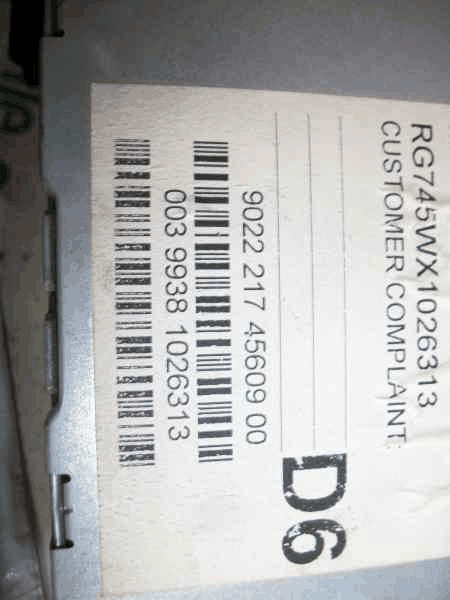 RG745WX1026313
CUSTOMER COMPLAINT:
D6
9022 217 45609 00
003 9938 1026313